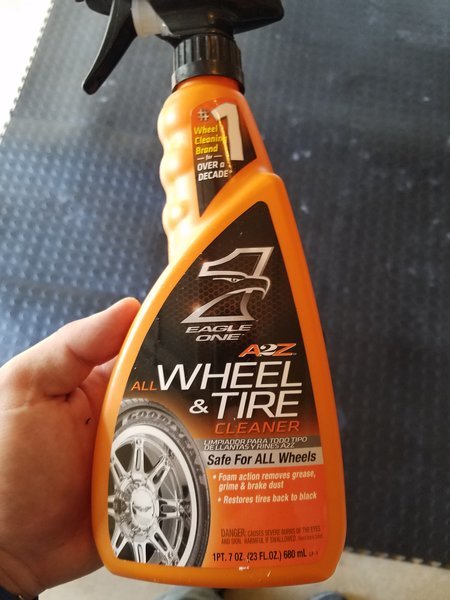 #1
Wheel
Cleaning
Brand
for
OVER a
DECADE*
EAGLE
ONE
A2Z
ALL WHEEL
& TIRE
CLEANER
LIMPIADOR PARA TODO TIPO
DE LLANTAS Y RINES A2Z
Safe For ALL Wheels
• Foam action removes grease,
grime & brake dust
• Restores tires back to black
DANGER: CAUSES SEVERE BURNS OF THE EYES
AND SKIN. HARMFUL IF SWALLOWED.
1PT. 7 OZ. (23 FL.OZ.) 680 mL